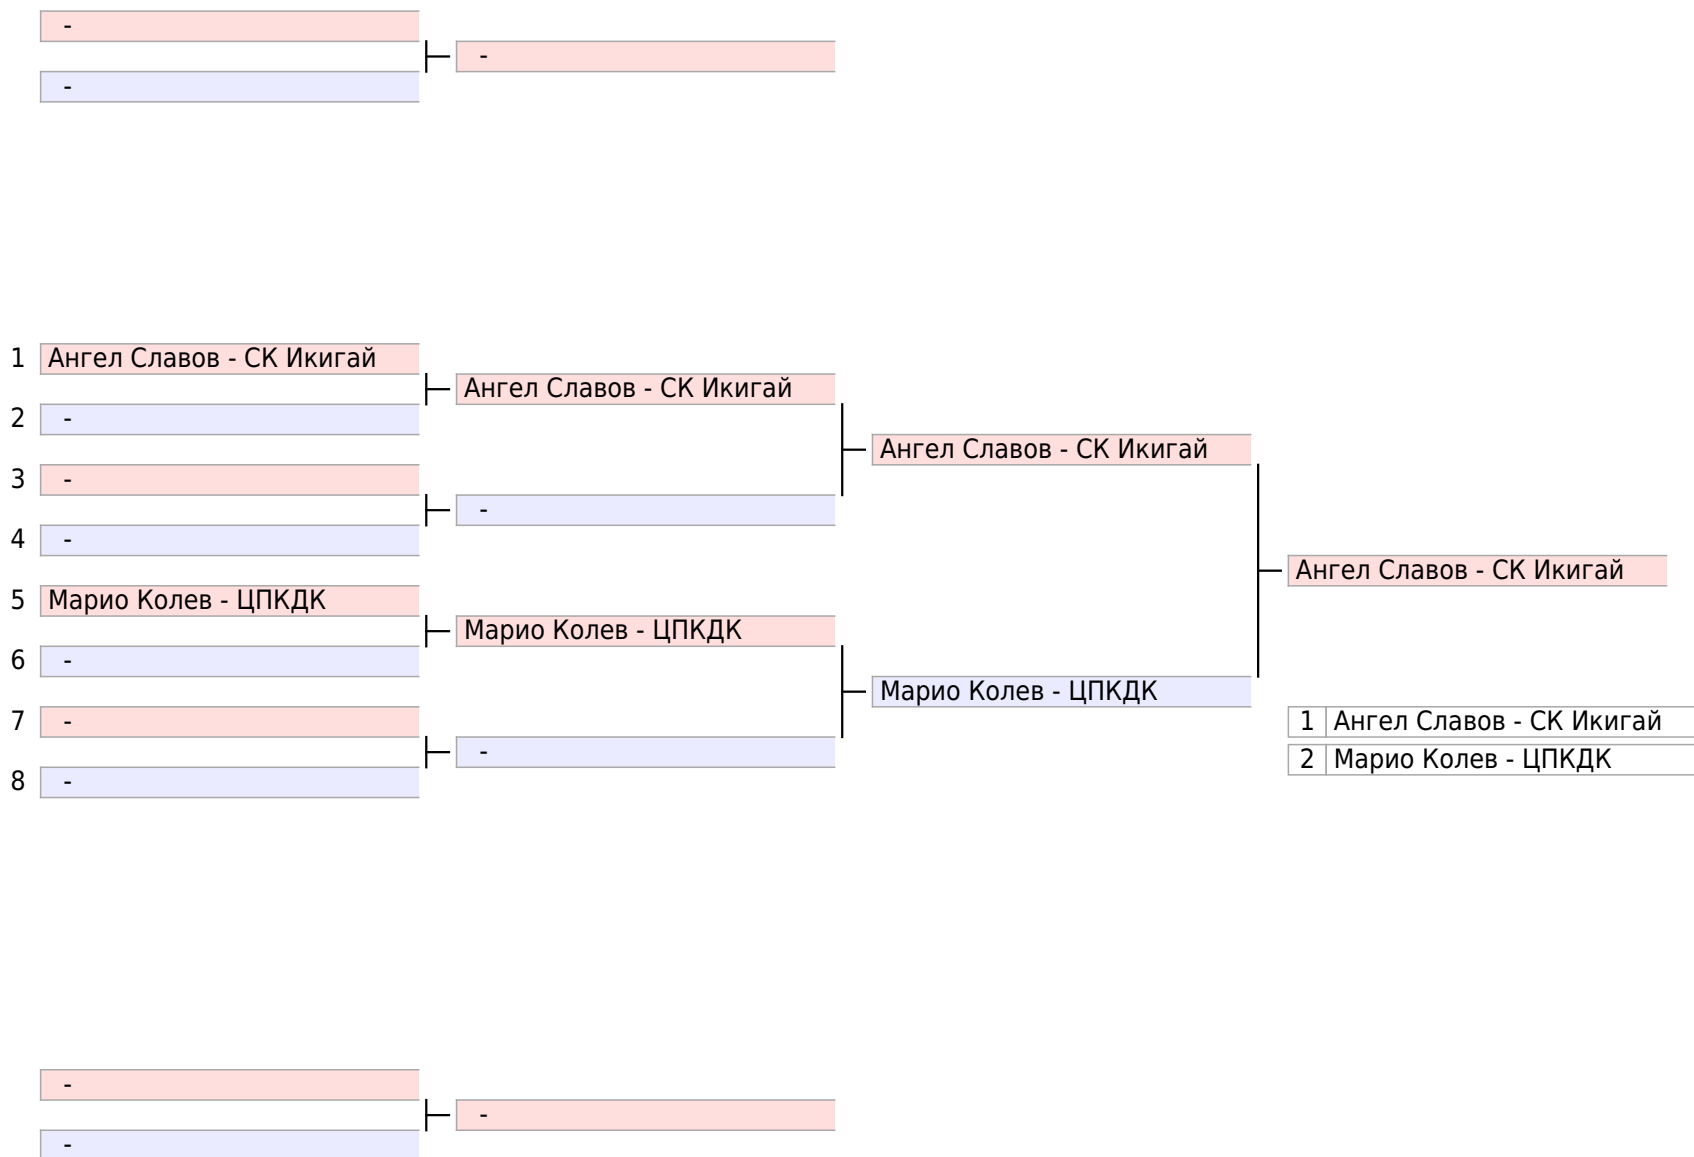 -
-
-
1 Ангел Славов - СК Икигай
Ангел Славов - СК Икигай
2 -
Ангел Славов - СК Икигай
3 -
-
4 -
Ангел Славов - СК Икигай
5 Марио Колев - ЦПКДК
Марио Колев - ЦПКДК
6 -
Марио Колев - ЦПКДК
7 -
1 Ангел Славов - СК Икигай
-
2 Марио Колев - ЦПКДК
8 -
-
-
-